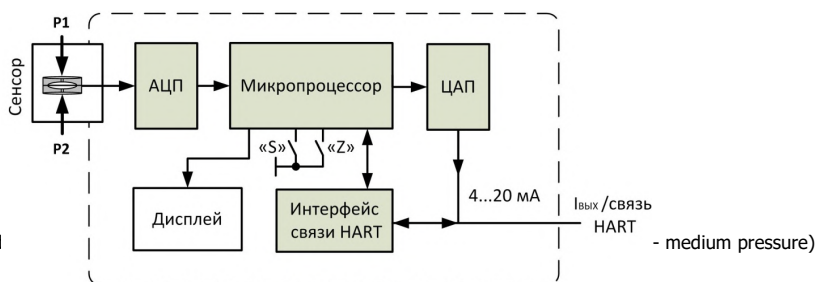 P1
Сенсор
P2
АЦП
Микропроцессор
ЦАП
«S»
«Z»
Дисплей
Интерфейс
связи HART
4...20 мА
Iвых/связь
HART
- medium pressure)